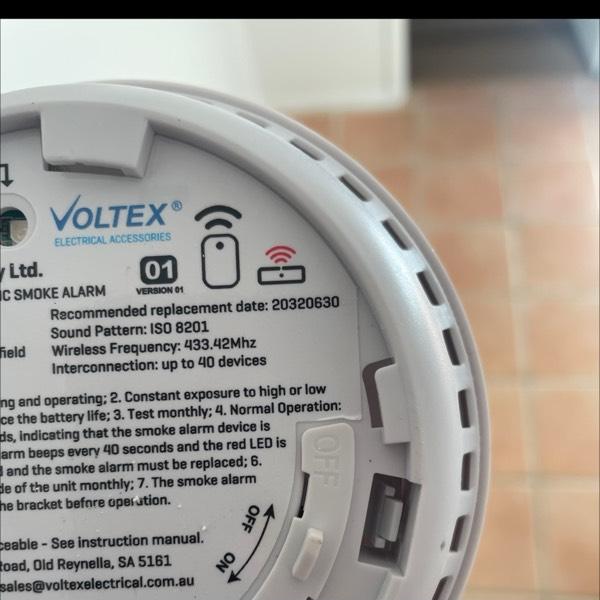 VOLTEX®
ELECTRICAL ACCESSORIES
01
VERSION 01
y Ltd.
IC SMOKE ALARM
Recommended replacement date: 20320630
Sound Pattern: ISO 8201
field
Wireless Frequency: 433.42Mhz
Interconnection: up to 40 devices
ng and operating; 2. Constant exposure to high or low
ce the battery life; 3. Test monthly; 4. Normal Operation:
ds, indicating that the smoke alarm device is
arm beeps every 40 seconds and the red LED is
d and the smoke alarm must be replaced; 6.
de of the unit monthly; 7. The smoke alarm
he bracket before operation.
OFF
OFF
ON
ceable - See instruction manual.
Road, Old Reynella, SA 5161
sales@voltexelectrical.com.au